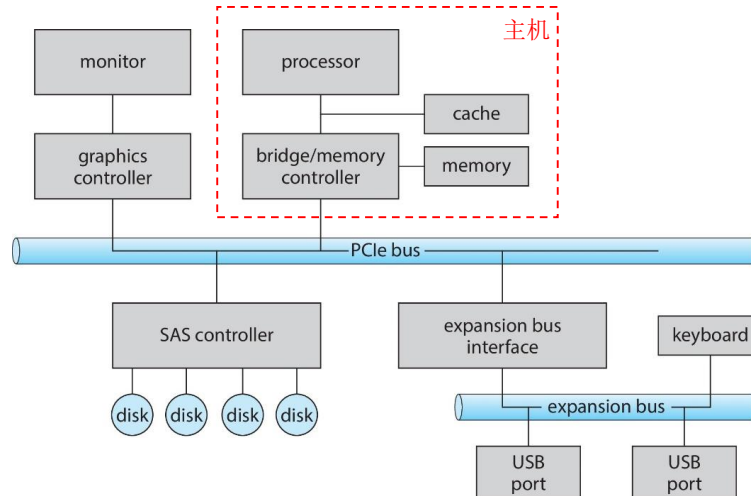 主机
monitor
processor
cache
graphics
controller
bridge/memory
controller
memory
PCIe bus
SAS controller
expansion bus
interface
keyboard
disk
disk
disk
disk
expansion bus
USB
port
USB
port